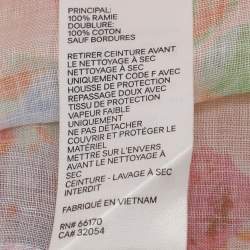 PRINCIPAL:
100% RAMIE
DOUBLURE:
100% COTON
SAUF BORDURES
RETIRER CEINTURE AVANT
LE NETTOYAGE À SEC
NETTOYAGE À SEC
UNIQUEMENT CODE F AVEC
HOUSSE DE PROTECTION
REPASSAGE DOUX AVEC
TISSU DE PROTECTION
VAPEUR FAIBLE
UNIQUEMENT
NE PAS DÉTACHER
COUVRIR ET PROTÉGER LE
MATÉRIEL
METTRE SUR L'ENVERS
AVANT LE NETTOYAGE À
SEC
CEINTURE - LAVAGE À SEC
INTERDIT
FABRIQUÉ EN VIETNAM
RN# 66170
CA# 32054